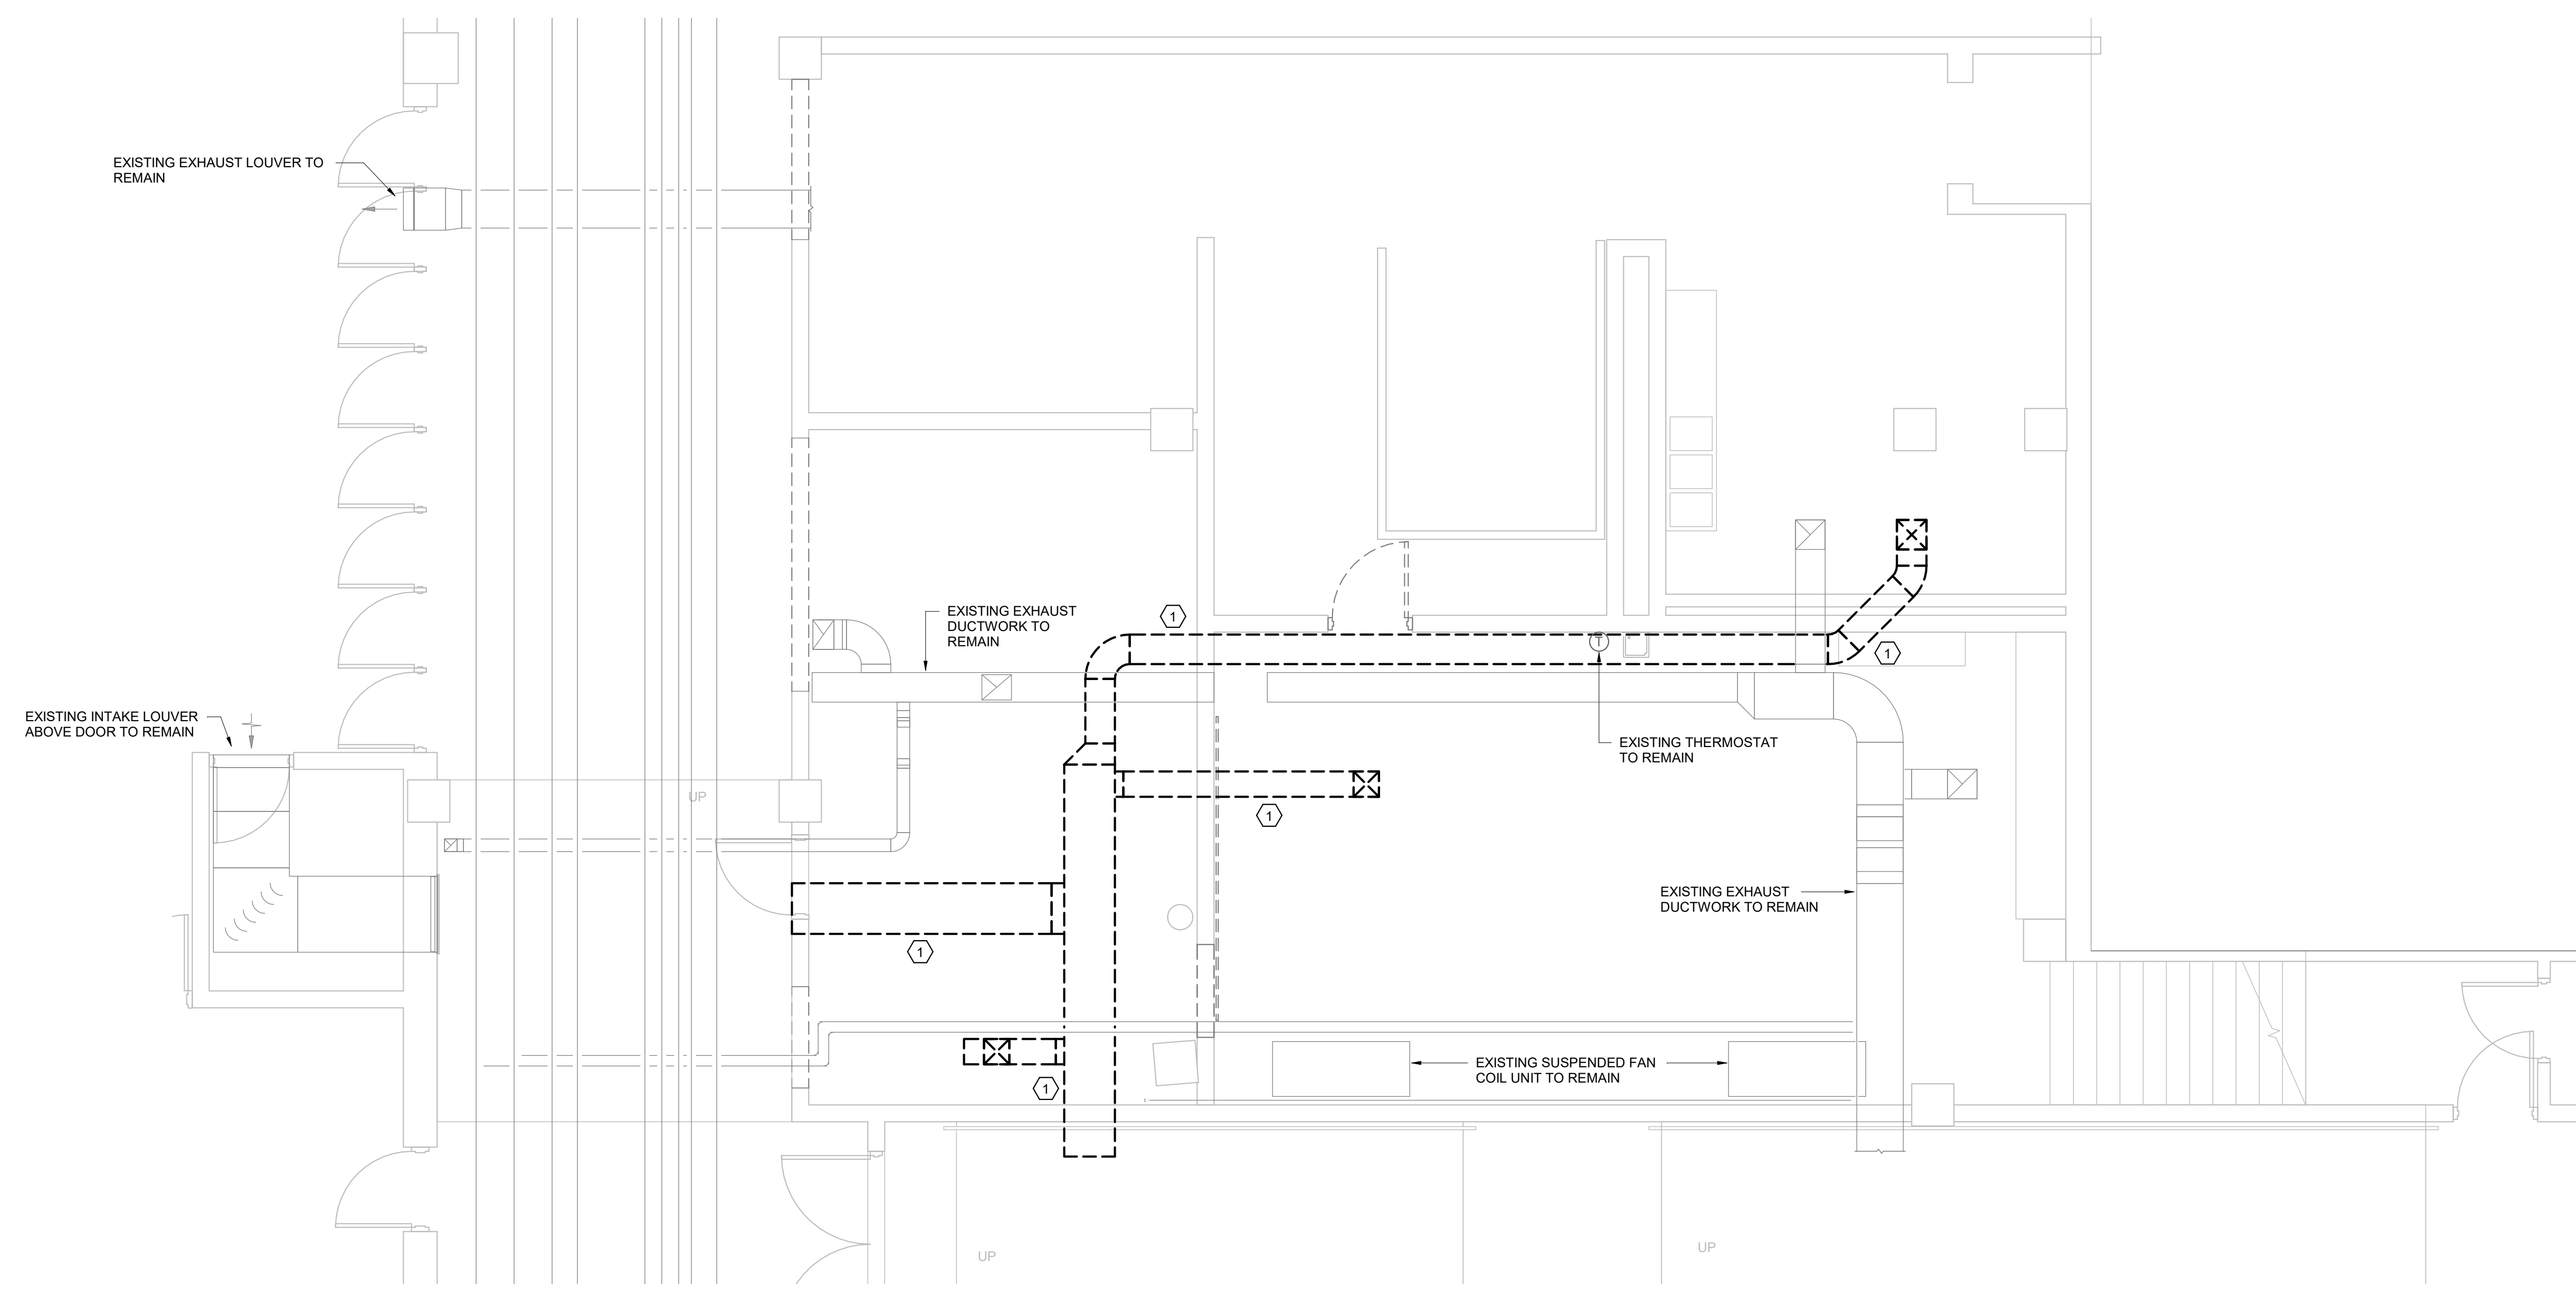 EXISTING EXHAUST LOUVER TO
REMAIN
1
EXISTING EXHAUST
DUCTWORK TO
REMAIN
T
1
EXISTING INTAKE LOUVER
ABOVE DOOR TO REMAIN
EXISTING THERMOSTAT
TO REMAIN
UP
1
EXISTING EXHAUST
DUCTWORK TO REMAIN
1
EXISTING SUSPENDED FAN
COIL UNIT TO REMAIN
1
UP
UP